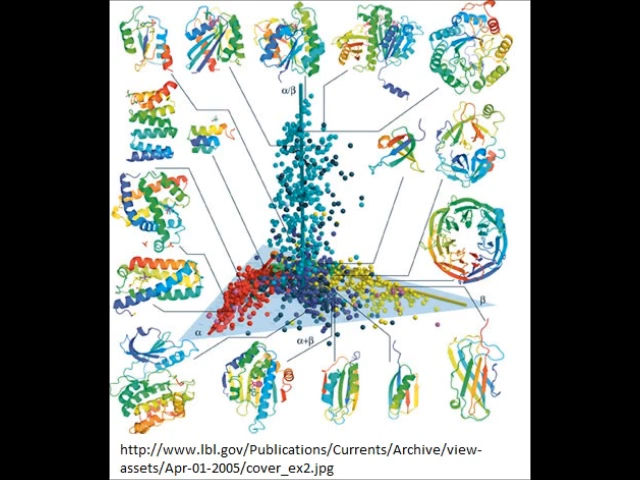 α/β
α
β
α+β
http://www.lbl.gov/Publications/Currents/Archive/view-
assets/Apr-01-2005/cover_ex2.jpg